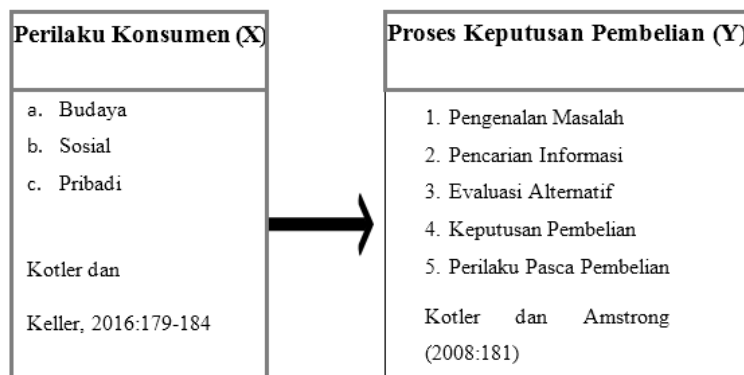 Perilaku Konsumen (X)
a. Budaya
b. Sosial
c. Pribadi
Kotler dan
Keller, 2016:179-184
Proses Keputusan Pembelian (Y)
1. Pengenalan Masalah
2. Pencarian Informasi
3. Evaluasi Alternatif
4. Keputusan Pembelian
5. Perilaku Pasca Pembelian
Kotler dan Amstrong
(2008:181)